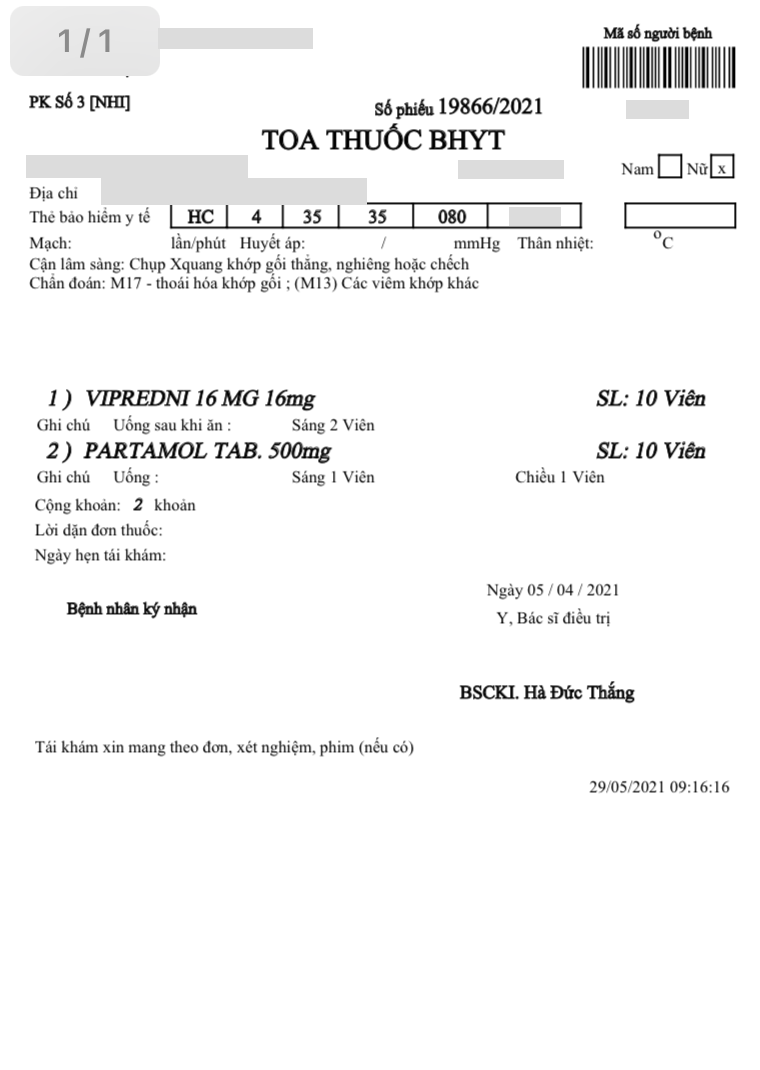 1/1
Mã số người bệnh
PK Số 3 [NHI]
Số phiếu 19866/2021
TOA THUỐC BHYT
Nam Nữ x
Địa chỉ
Thẻ bảo hiểm y tế HC 4 35 35 080
Mạch: lần/phút Huyết áp: / mmHg Thân nhiệt: °C
Cận lâm sàng: Chụp Xquang khớp gối thẳng, nghiêng hoặc chếch
Chẩn đoán: M17 - thoái hóa khớp gối ; (M13) Các viêm khớp khác
1 ) VIPREDNI 16 MG 16mg SL: 10 Viên
Ghi chú Uống sau khi ăn : Sáng 2 Viên
2 ) PARTAMOL TAB. 500mg SL: 10 Viên
Ghi chú Uống : Sáng 1 Viên Chiều 1 Viên
Cộng khoản: 2 khoản
Lời dặn đơn thuốc:
Ngày hẹn tái khám:
Ngày 05 / 04 / 2021
Bệnh nhân ký nhận
Y, Bác sĩ điều trị
BSCKI. Hà Đức Thắng
Tái khám xin mang theo đơn, xét nghiệm, phim (nếu có)
29/05/2021 09:16:16